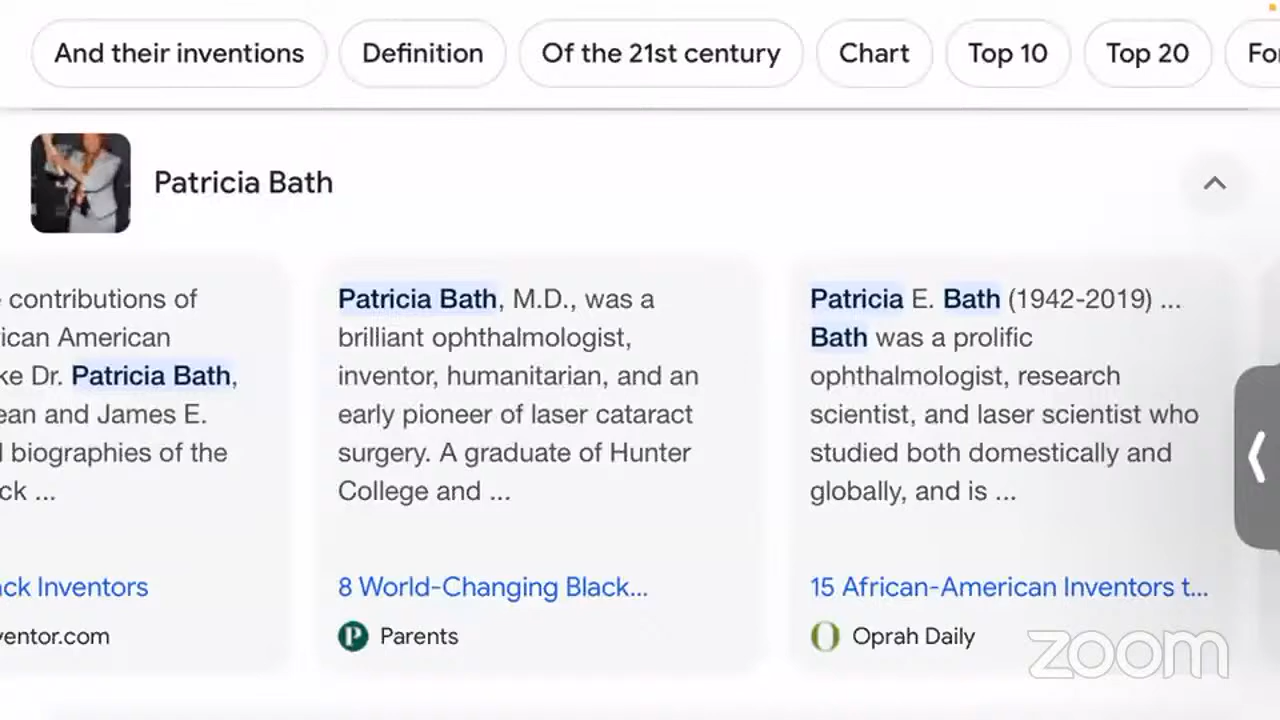 And their inventions
Definition
Of the 21st century
Chart
Top 10
Top 20
Patricia Bath
contributions of
ican American
ke Dr. Patricia Bath,
ean and James E.
biographies of the
ck ...
ck Inventors
ventor.com
Patricia Bath, M.D., was a
brilliant ophthalmologist,
inventor, humanitarian, and an
early pioneer of laser cataract
surgery. A graduate of Hunter
College and ...
8 World-Changing Black...
Parents
Patricia E. Bath (1942-2019) ...
Bath was a prolific
ophthalmologist, research
scientist, and laser scientist who
studied both domestically and
globally, and is ...
15 African-American Inventors t...
Oprah Daily
zoom